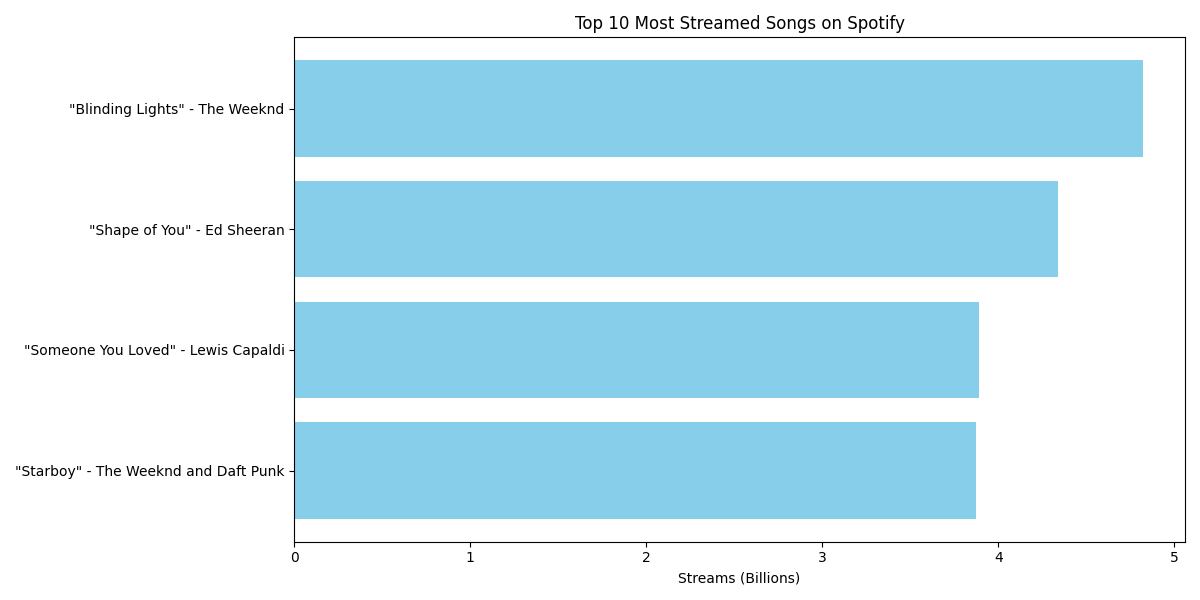 Top 10 Most Streamed Songs on Spotify
"Blinding Lights" - The Weeknd
"Shape of You" - Ed Sheeran
"Someone You Loved" - Lewis Capaldi
"Starboy" - The Weeknd and Daft Punk
0 1 2 3 4 5
Streams (Billions)